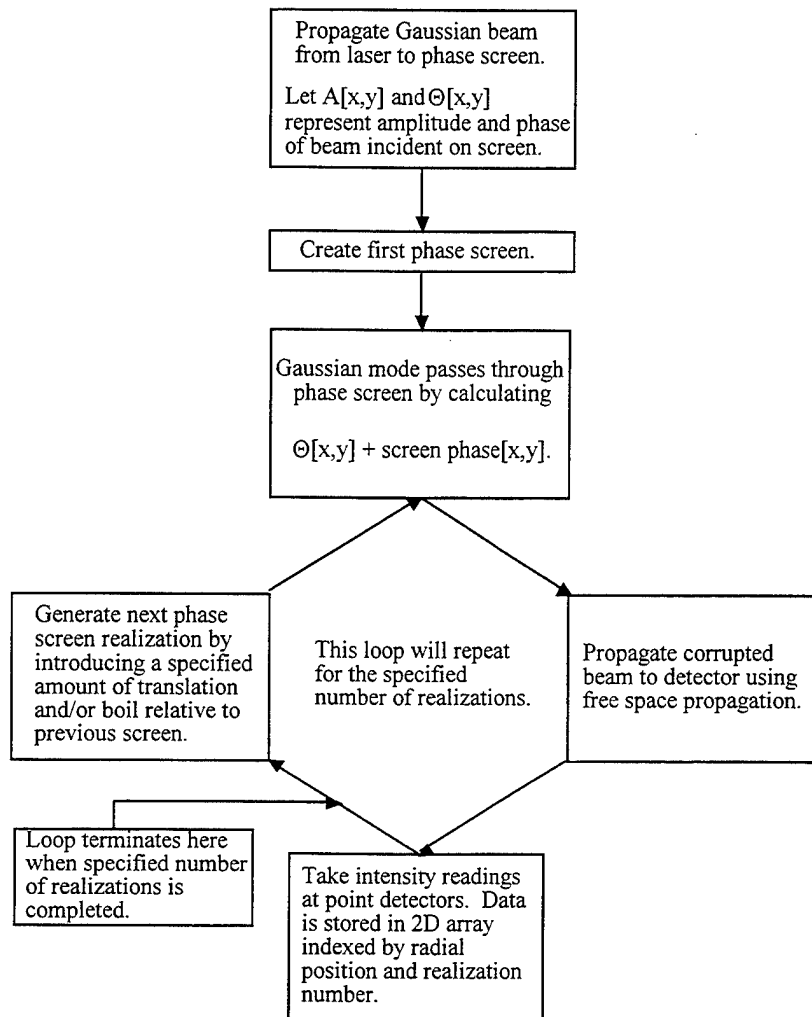 Propagate Gaussian beam
from laser to phase screen.
Let A[x,y] and Θ[x,y]
represent amplitude and phase
of beam incident on screen.
Create first phase screen.
Gaussian mode passes through
phase screen by calculating
Θ[x,y] + screen phase[x,y].
Generate next phase
screen realization by
introducing a specified
amount of translation
and/or boil relative to
previous screen.
This loop will repeat
for the specified
number of realizations.
Propagate corrupted
beam to detector using
free space propagation.
Loop terminates here
when specified number
of realizations is
completed.
Take intensity readings
at point detectors.  Data
is stored in 2D array
indexed by radial
position and realization
number.